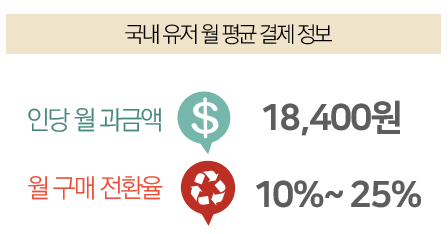 국내 유저 월 평균 결제 정보
인당 월 과금액 $ 18,400원
월 구매 전환율 10%~ 25%